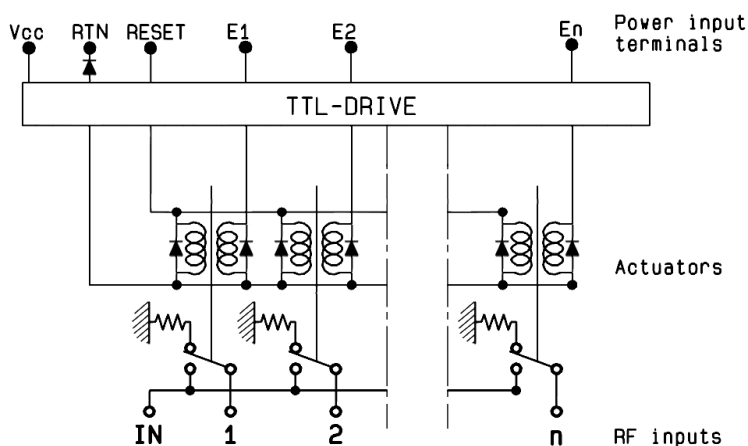 Vcc RTN RESET E1 E2 En Power input
terminals
TTL-DRIVE
Actuators
IN 1 2 n RF inputs